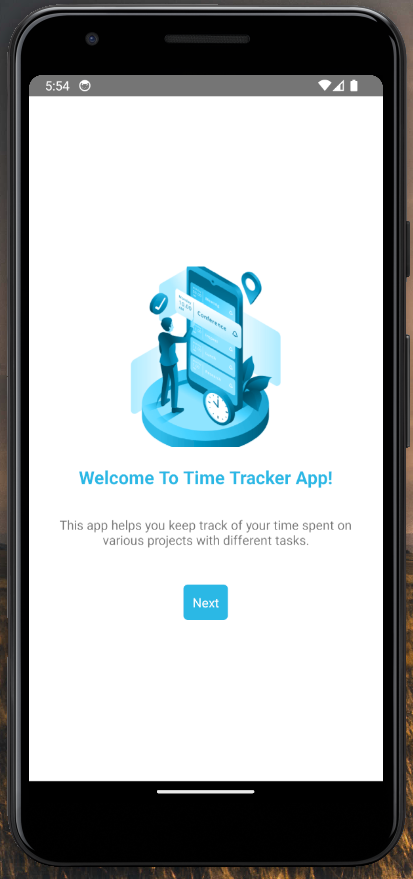 5:54
Conference
Welcome To Time Tracker App!
This app helps you keep track of your time spent on
various projects with different tasks.
Next